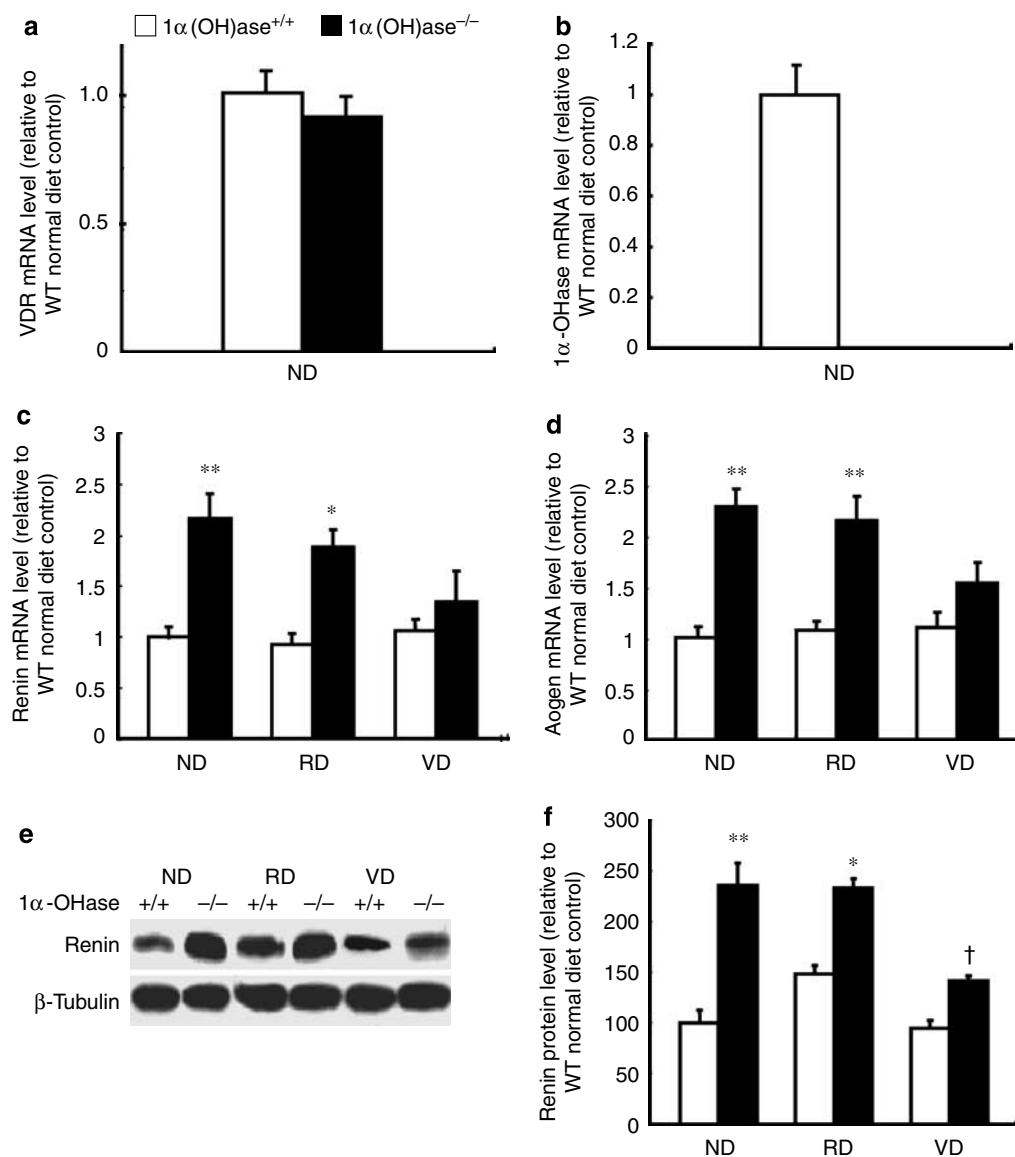 a
1α(OH)ase+/+
1α(OH)ase–/–
VDR mRNA level (relative to
WT normal diet control)
1.0
0.5
0
ND
b
1α-OHase mRNA level (relative to
WT normal diet control)
1.2
1
0.8
0.6
0.4
0.2
0
ND
c
Renin mRNA level (relative to
WT normal diet control)
3
2.5
2
1.5
1
0.5
0
**
*
ND RD VD
d
Aogen mRNA level (relative to
WT normal diet control)
3
2.5
2
1.5
1
0.5
0
**
**
ND RD VD
e
ND RD VD
1α-OHase +/+ –/– +/+ –/– +/+ –/–
Renin
β-Tubulin
f
Renin protein level (relative to
WT normal diet control)
300
250
200
150
100
50
0
**
*
†
ND RD VD